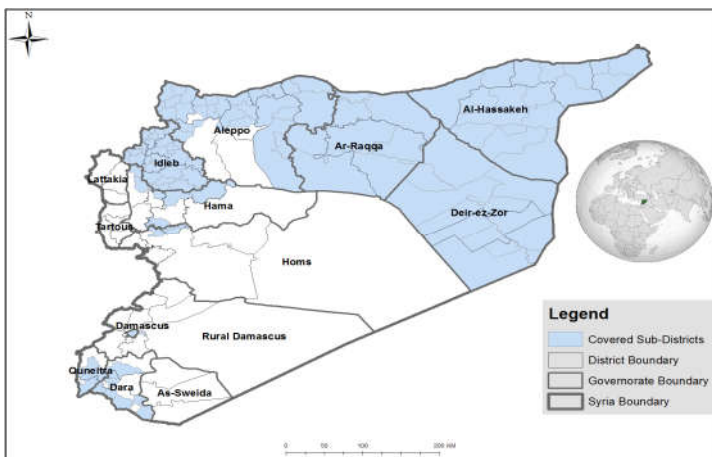 N
Al-Hassakeh
Aleppo
Ar-Raqqa
Idleb
Lattakia
Hama
Deir-ez-Zor
Tartous
Homs
Damascus
Rural Damascus
Quneitra
Dara
As-Sweida
Legend
Covered Sub-Districts
District Boundary
Governorate Boundary
Syria Boundary
0 50 100 200 KM